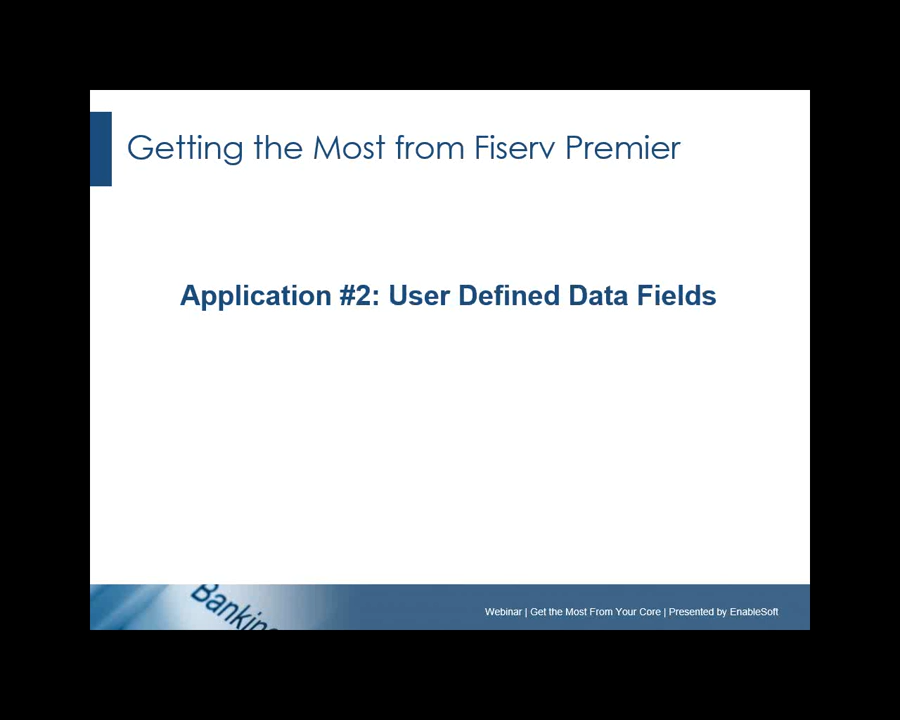 Getting the Most from Fiserv Premier
Application #2: User Defined Data Fields
Banking
Webinar | Get the Most From Your Core | Presented by EnableSoft